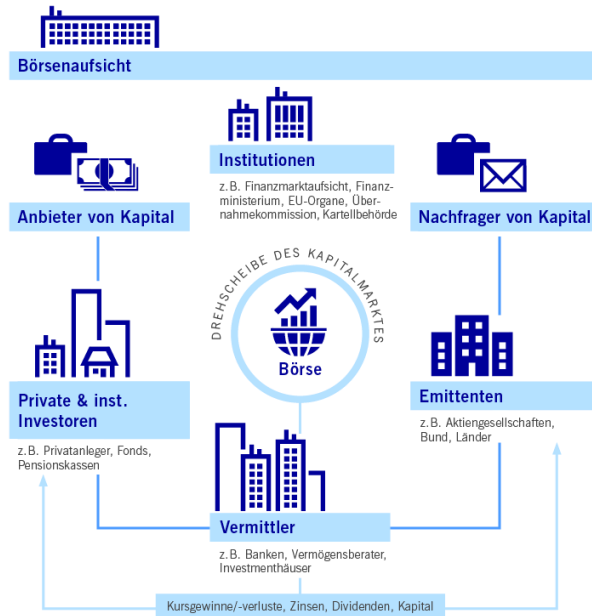 Börsenaufsicht
Institutionen
z.B. Finanzmarktaufsicht, Finanz-
ministerium, EU-Organe, Über-
nahmekommission, Kartellbehörde
Anbieter von Kapital
Nachfrager von Kapital
DREHSCHEIBE DES KAPITALMARKTES
Börse
Private & inst.
Investoren
z.B. Privatanleger, Fonds,
Pensionskassen
Emittenten
z.B. Aktiengesellschaften,
Bund, Länder
Vermittler
z.B. Banken, Vermögensberater,
Investmenthäuser
Kursgewinne/-verluste, Zinsen, Dividenden, Kapital